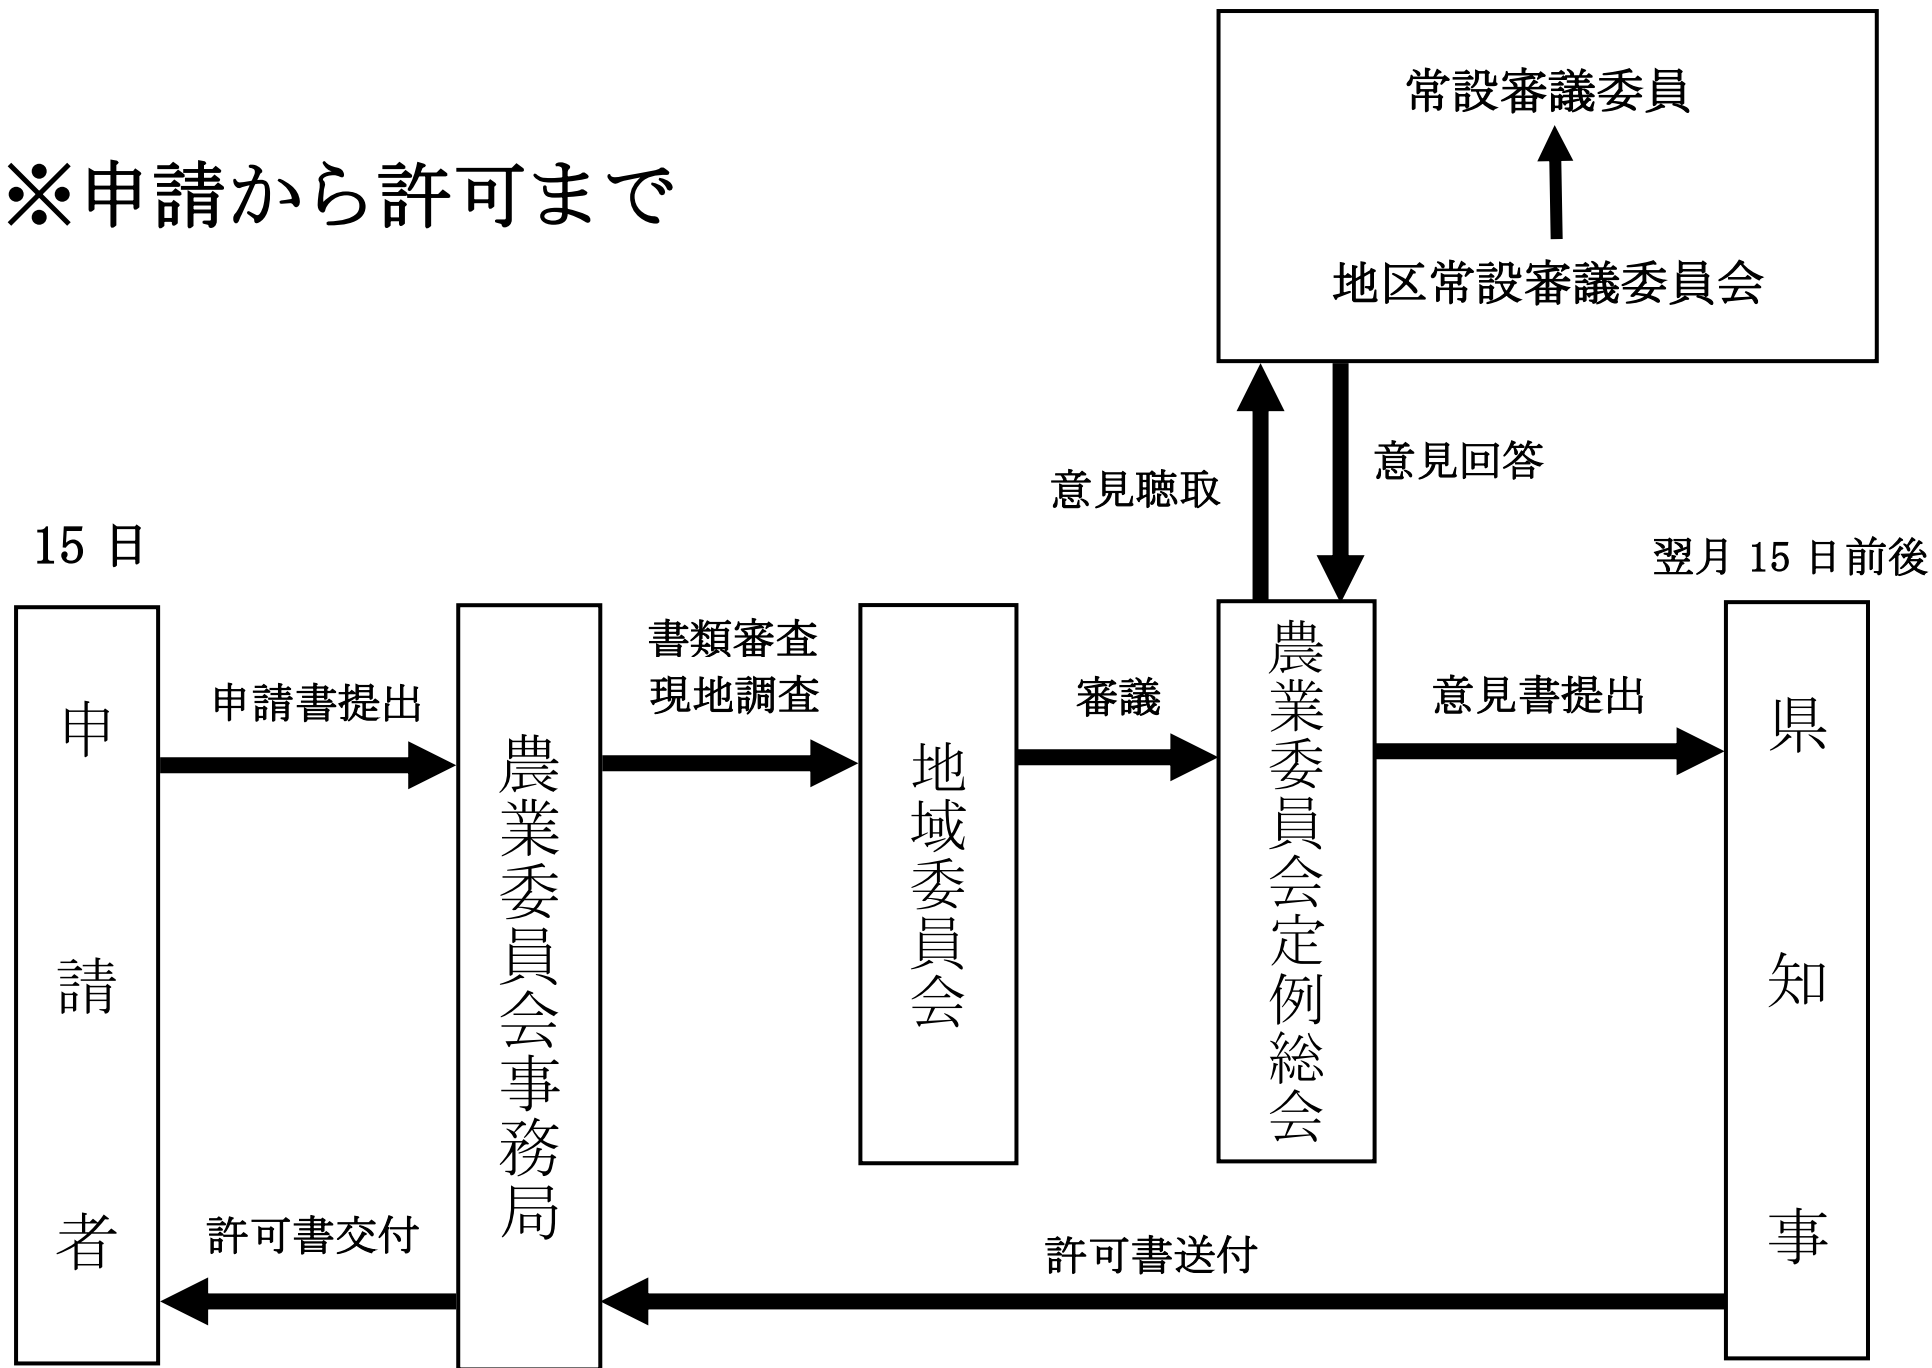 常設審議委員
※申請から許可まで
地区常設審議委員会
意見聴取
意見回答
15 日
翌月 15 日前後
申請者
申請書提出
農業委員会事務局
書類審査
現地調査
地域委員会
審議
農業委員会定例総会
意見書提出
県知事
許可書交付
許可書送付